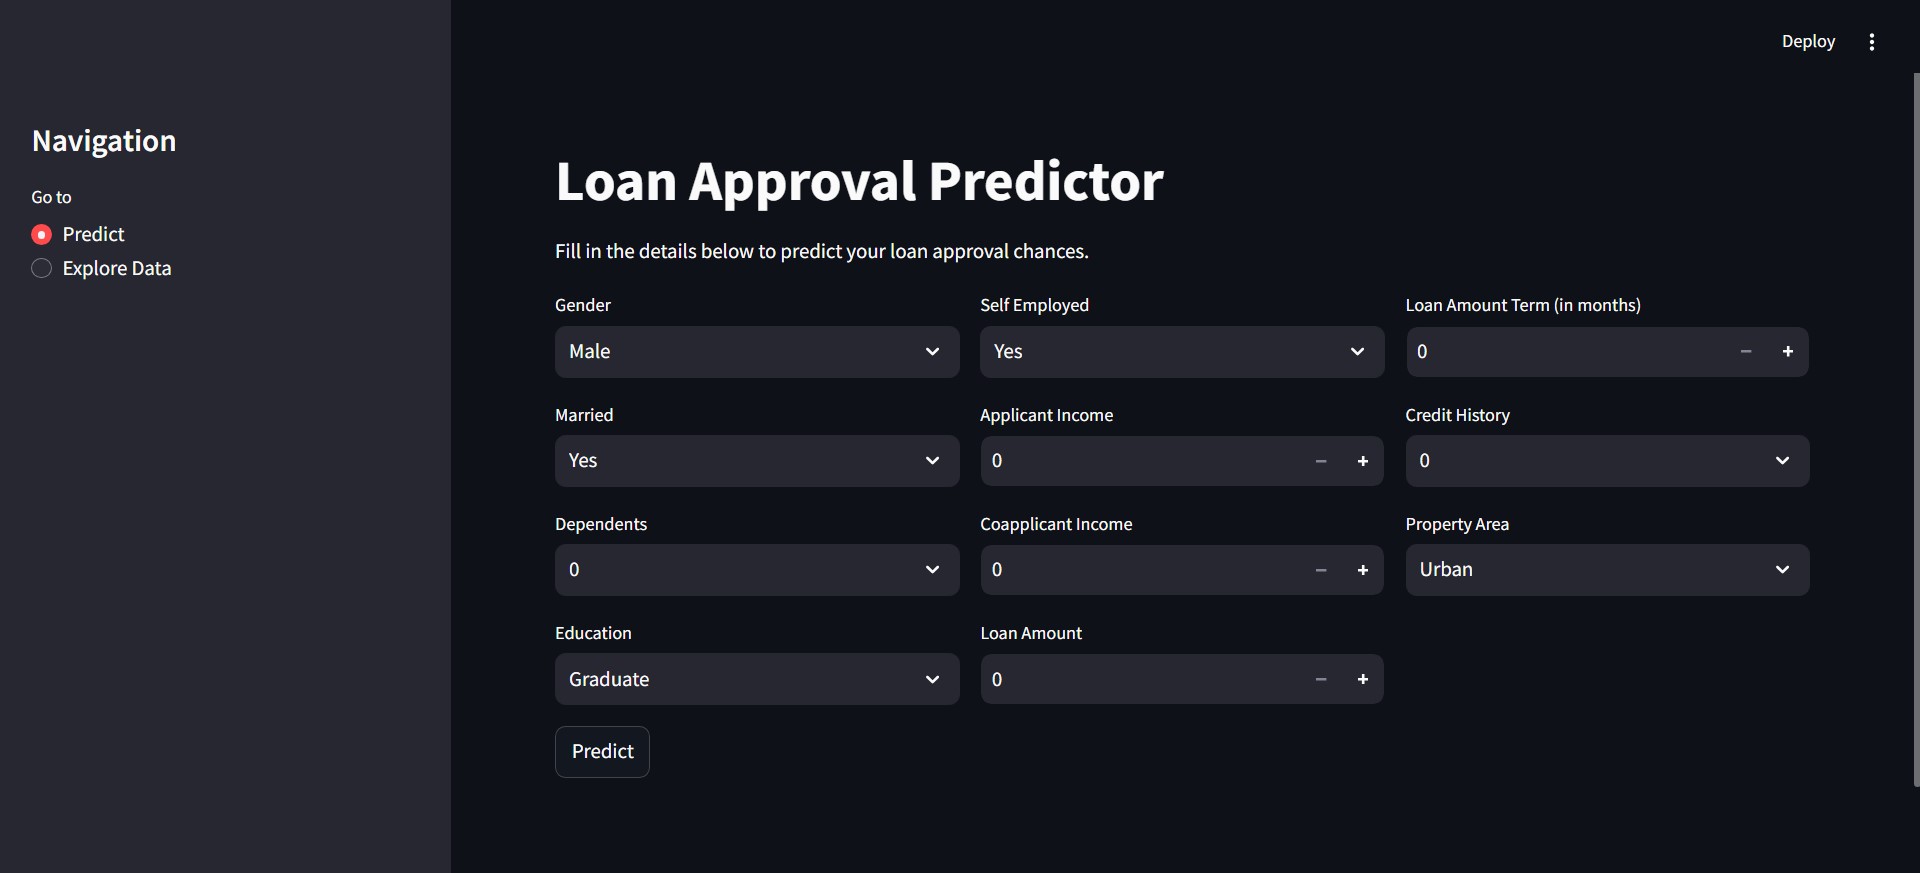 Deploy
Navigation
Go to
Predict
Explore Data
Loan Approval Predictor
Fill in the details below to predict your loan approval chances.
Gender
Male
Married
Yes
Dependents
0
Education
Graduate
Self Employed
Yes
Applicant Income
0
Coapplicant Income
0
Loan Amount
0
Loan Amount Term (in months)
0
Credit History
0
Property Area
Urban
Predict